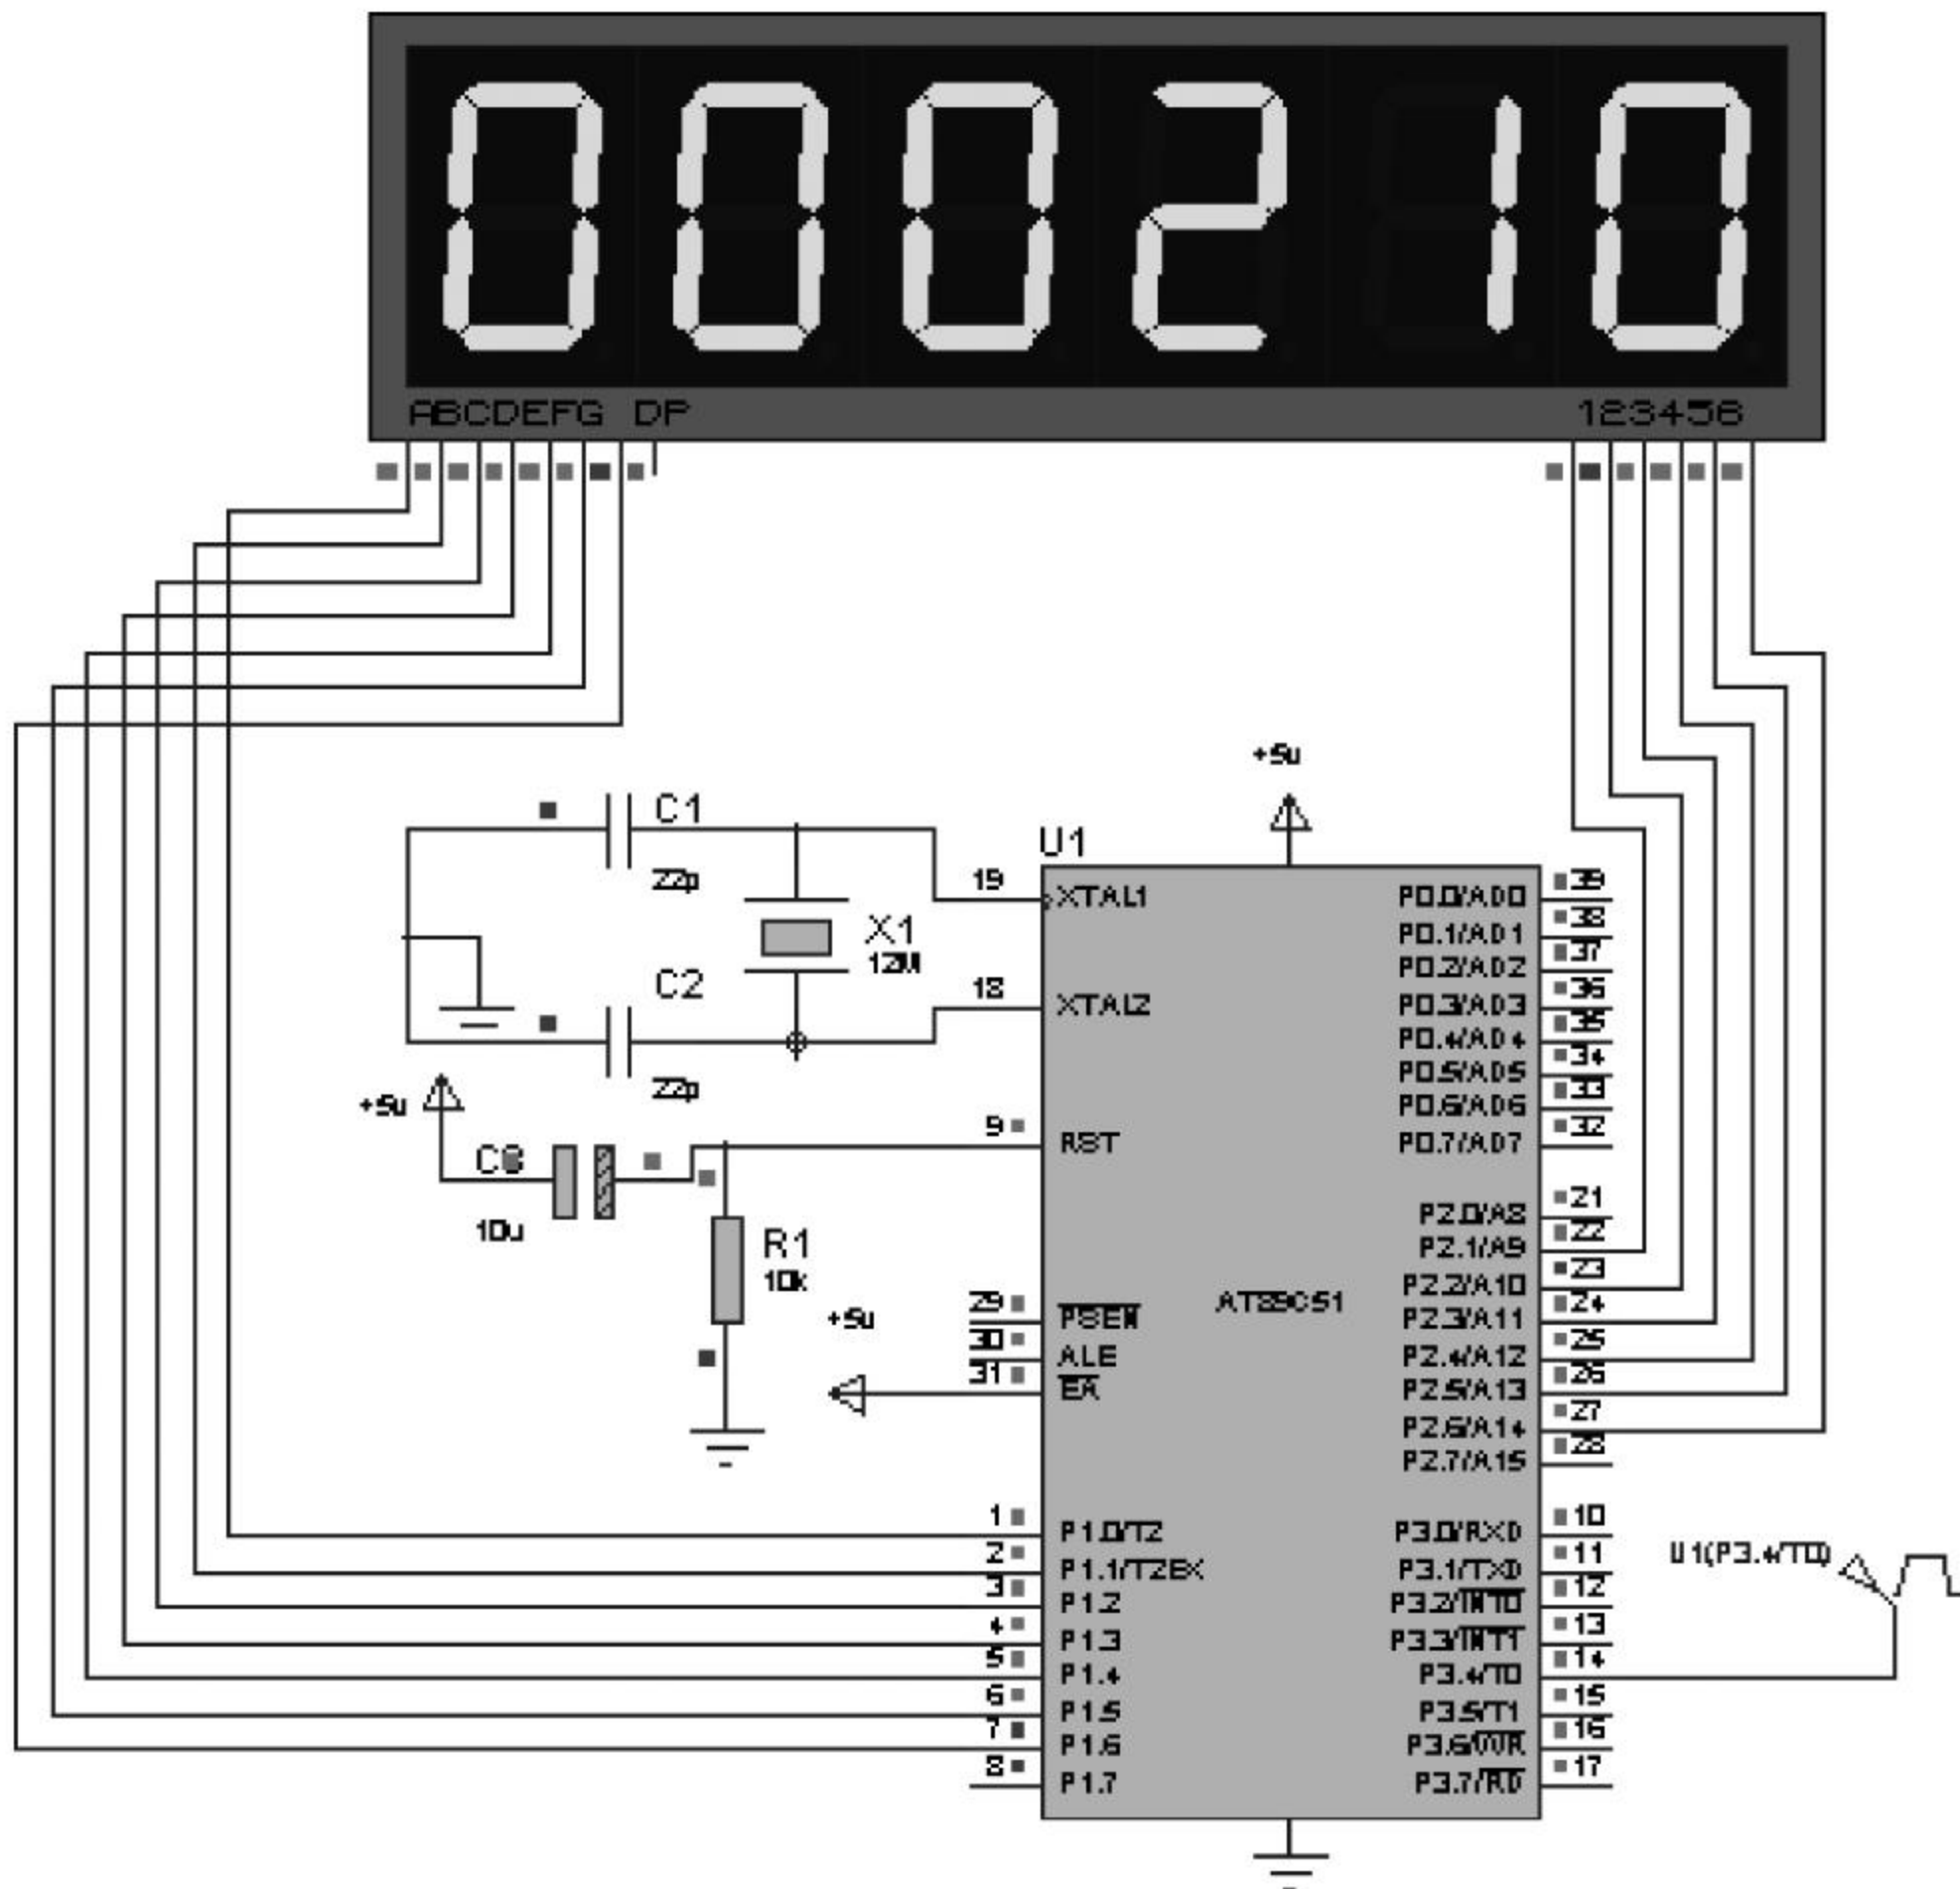 000210
ABCDEFG DP
123456
+5u
C1
22p
U1
19
XTAL1
X1
12M
C2
22p
18
XTAL2
+5u
C3
10u
9
RST
R1
10k
+5u
29
PSEN
30
ALE
31
EA
AT89C51
1
P1.0/T2
2
P1.1/T2EX
3
P1.2
4
P1.3
5
P1.4
6
P1.5
7
P1.6
8
P1.7
P0.0/AD0
39
P0.1/AD1
38
P0.2/AD2
37
P0.3/AD3
36
P0.4/AD4
35
P0.5/AD5
34
P0.6/AD6
33
P0.7/AD7
32
P2.0/A8
21
P2.1/A9
22
P2.2/A10
23
P2.3/A11
24
P2.4/A12
25
P2.5/A13
26
P2.6/A14
27
P2.7/A15
28
P3.0/RXD
10
P3.1/TXD
11
P3.2/INT0
12
P3.3/INT1
13
P3.4/T0
14
P3.5/T1
15
P3.6/WR
16
P3.7/RD
17
U1(P3.4/T0)